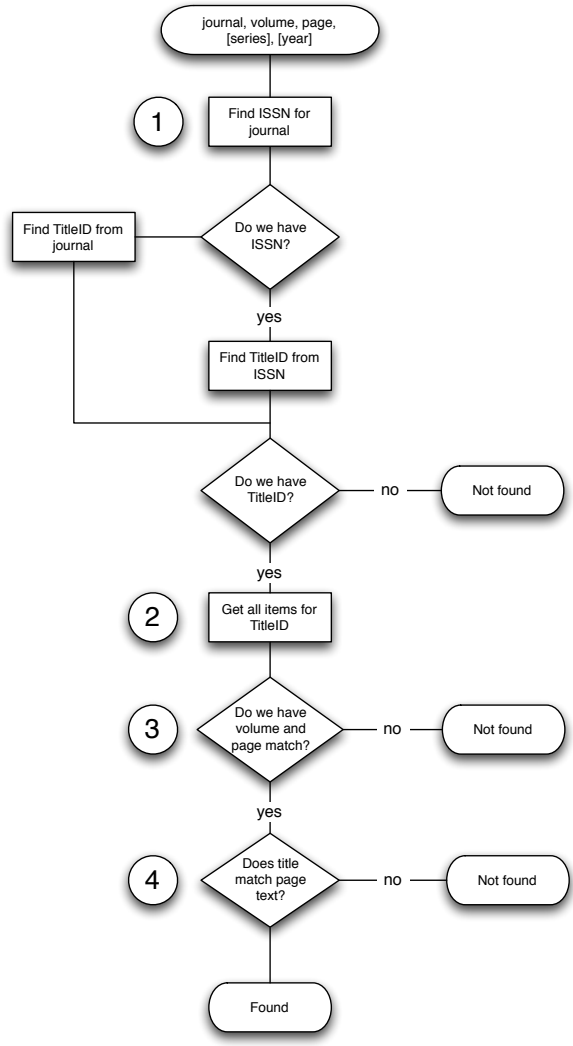 journal, volume, page,
[series], [year]
1
Find ISSN for
journal
Find TitleID from
journal
Do we have
ISSN?
yes
Find TitleID from
ISSN
Do we have
TitleID?
no
Not found
yes
2
Get all items for
TitleID
3
Do we have
volume and
page match?
no
Not found
yes
4
Does title
match page
text?
no
Not found
Found